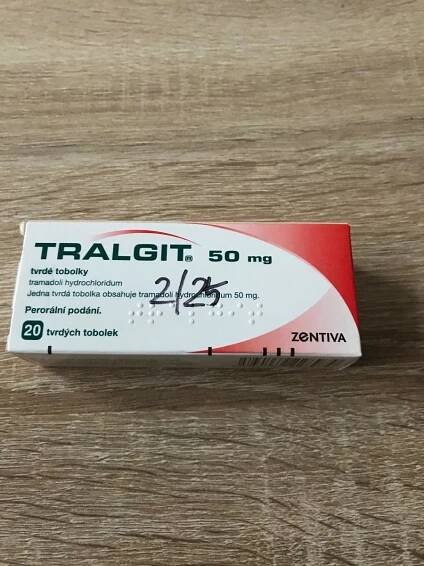 TRALGIT® 50 mg
tvrdé tobolky
tramadoli hydrochloridum
Jedna tvrdá tobolka obsahuje tramadoli hydrochloridum 50 mg.
2/25
Perorální podání.
20 tvrdých tobolek
ZENTIVA